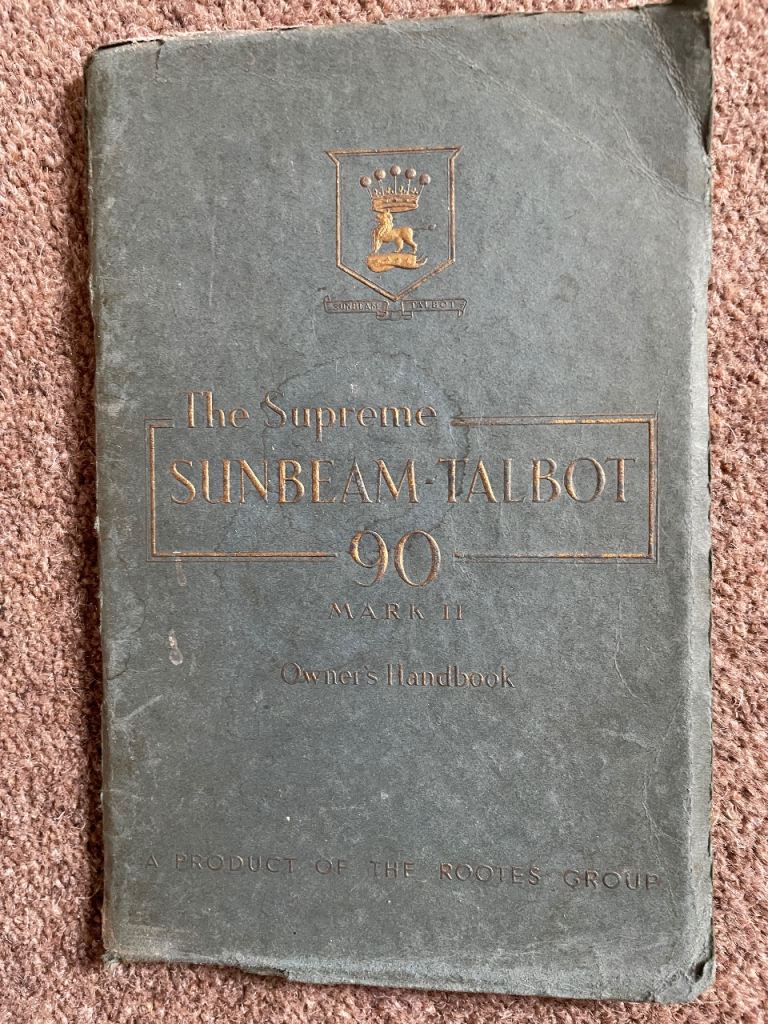 SUNBEAM TALBOT
The Supreme
SUNBEAM-TALBOT
90
MARK II
Owner's Handbook
A PRODUCT OF THE ROOTES GROUP